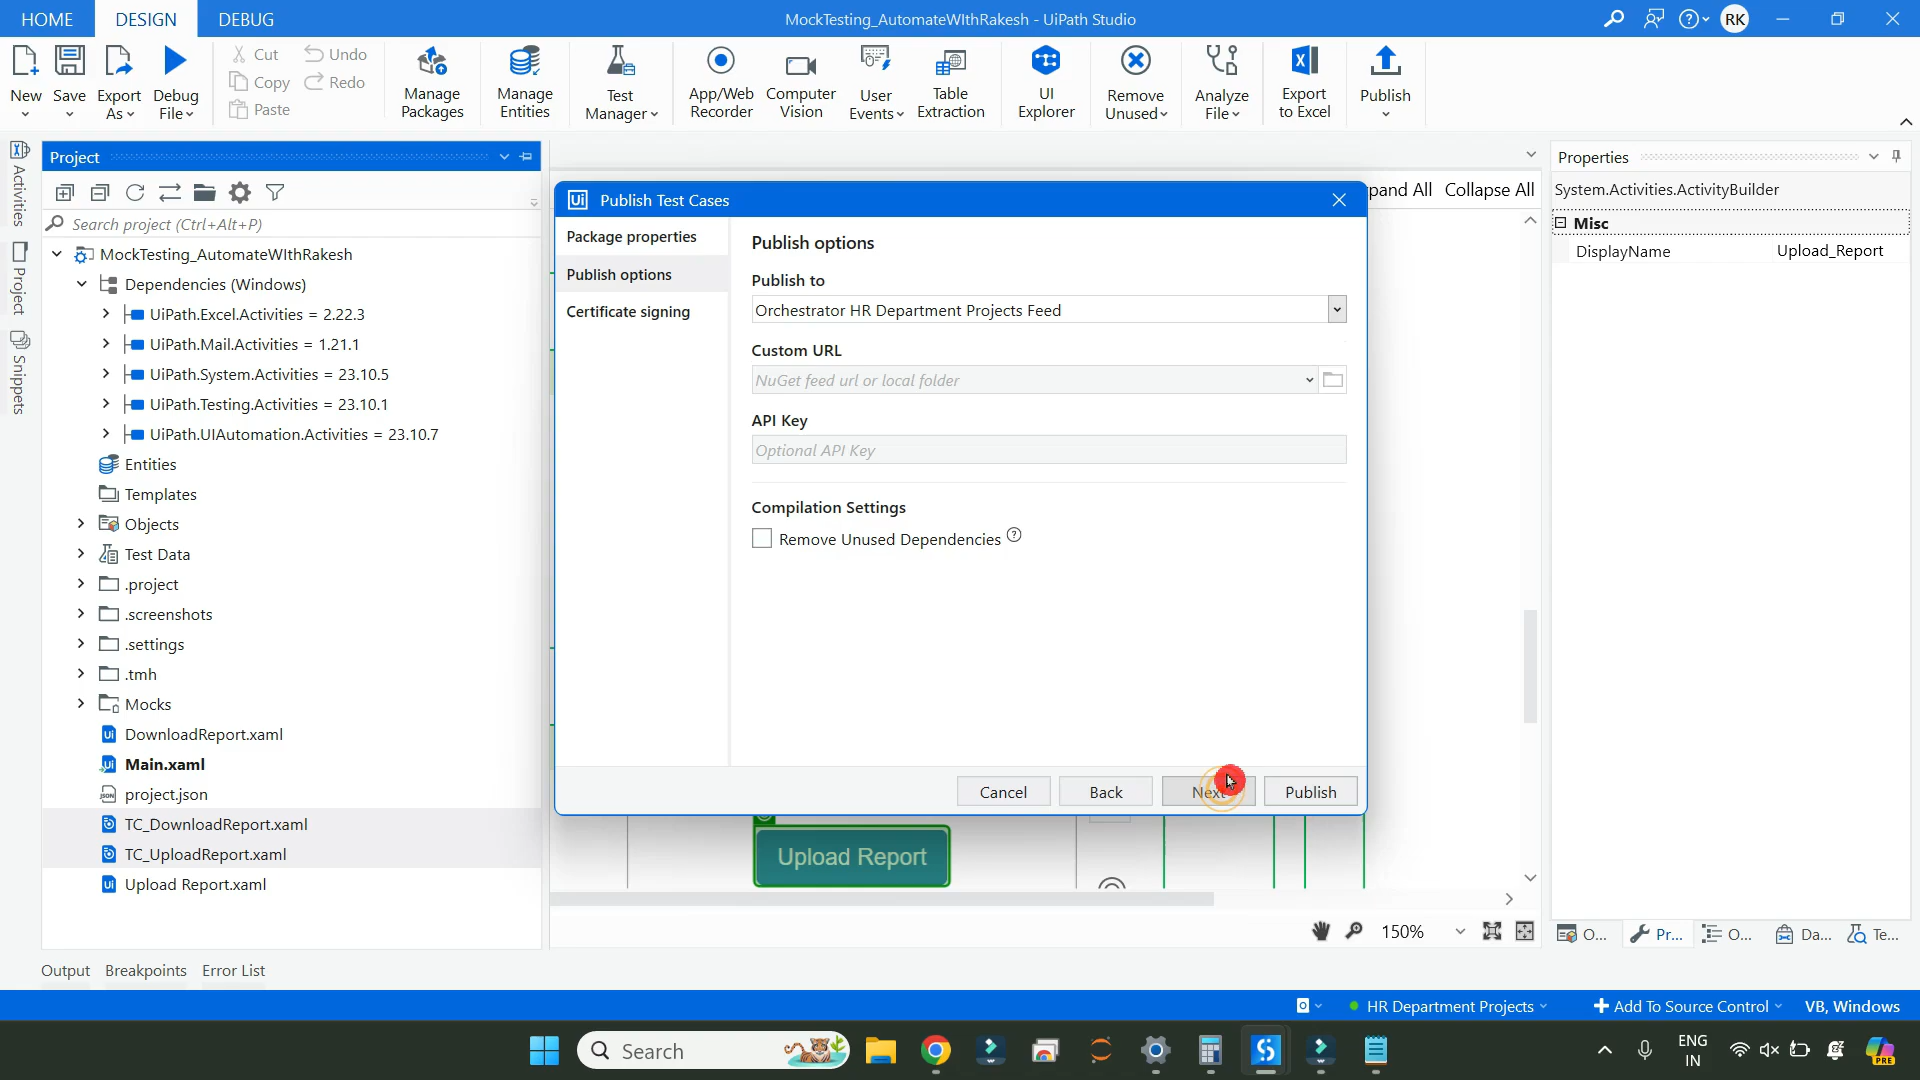 HOME
DESIGN
DEBUG
MockTesting_AutomateWIthRakesh - UiPath Studio
RK
New
Save
Export As
Debug File
Cut
Copy
Paste
Undo
Redo
Manage Packages
Manage Entities
Test Manager
App/Web Recorder
Computer Vision
User Events
Table Extraction
UI Explorer
Remove Unused
Analyze File
Export to Excel
Publish
Activities
Project
Snippets
Project
Search project (Ctrl+Alt+P)
MockTesting_AutomateWIthRakesh
Dependencies (Windows)
UiPath.Excel.Activities = 2.22.3
UiPath.Mail.Activities = 1.21.1
UiPath.System.Activities = 23.10.5
UiPath.Testing.Activities = 23.10.1
UiPath.UIAutomation.Activities = 23.10.7
Entities
Templates
Objects
Test Data
.project
.screenshots
.settings
.tmh
Mocks
DownloadReport.xaml
Main.xaml
project.json
TC_DownloadReport.xaml
TC_UploadReport.xaml
Upload Report.xaml
pand All
Collapse All
Ui
Publish Test Cases
Package properties
Publish options
Certificate signing
Publish options
Publish to
Orchestrator HR Department Projects Feed
Custom URL
NuGet feed url or local folder
API Key
Optional API Key
Compilation Settings
Remove Unused Dependencies
Cancel
Back
Next
Publish
Upload Report
150%
Properties
System.Activities.ActivityBuilder
Misc
DisplayName
Upload_Report
O...
Pr...
O...
Da...
Te...
Output
Breakpoints
Error List
HR Department Projects
Add To Source Control
VB, Windows
Search
ENG
IN
PRE